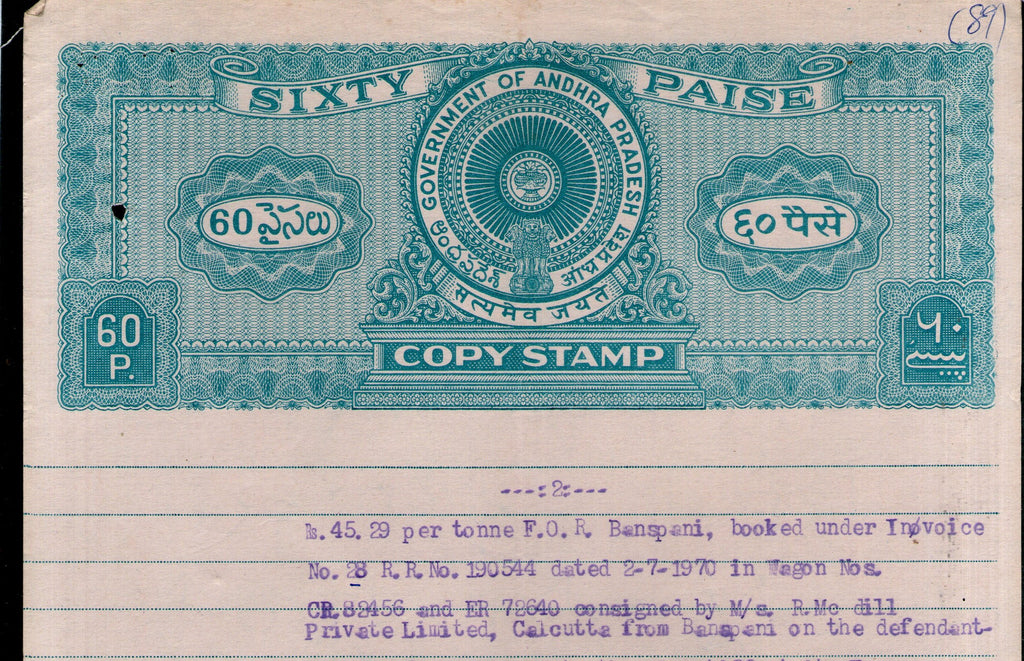 (89)
SIXTY PAISE
GOVERNMENT OF ANDHRA PRADESH
ఆంధ్రప్రదేశ్ आंध्र प्रदेश
सत्यमेव जयते
60 పైసలు
६० पैसे
60
P.
۶۰
پیسے
COPY STAMP
---:2:---
Rs. 45.29 per tonne F.O.R. Banspani, booked under Invoice
No. 28 R.R.No. 190544 dated 2-7-1970 in Wagon Nos.
CR.82456 and ER 72640 consigned by M/s. R.Mc dill
Private Limited, Calcutta from Banspani on the defendant-